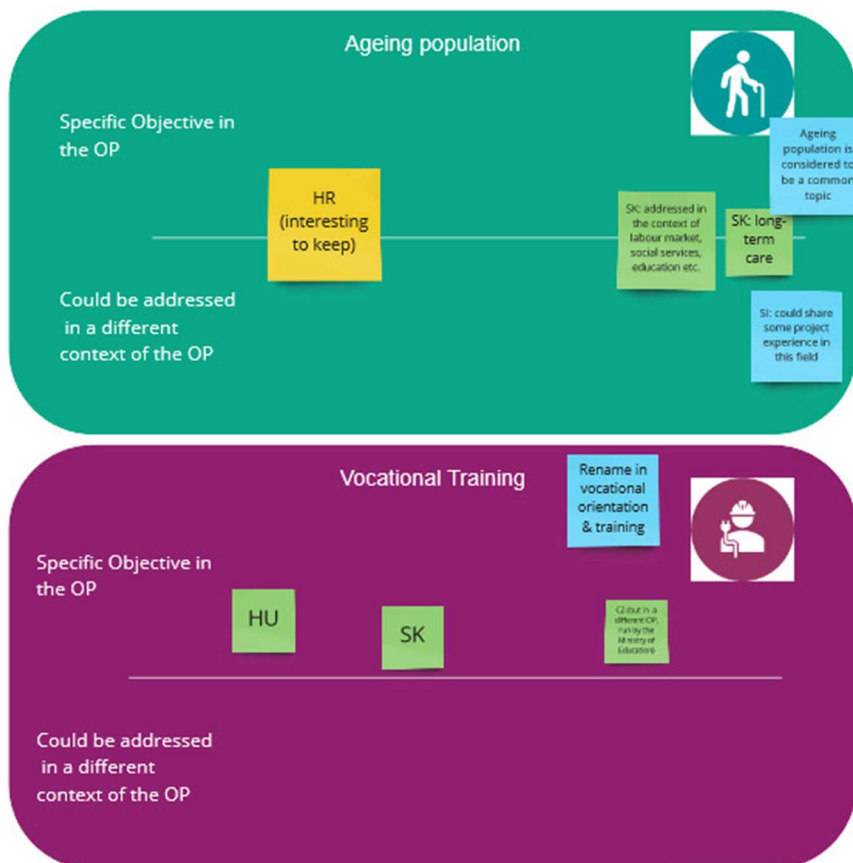 Ageing population
Specific Objective in
the OP
Ageing
population is
considered to
be a common
topic
HR
(interesting
to keep)
SK: addressed in
the context of
labour market,
social services,
education etc.
SK: long-
term
care
Could be addressed
in a different
context of the OP
SI: could share
some project
experience in
this field
Vocational Training
Rename in
vocational
orientation
& training
Specific Objective in
the OP
HU
SK
CZ (but in a
different OP,
run by the
Ministry of
Education)
Could be addressed
in a different
context of the OP